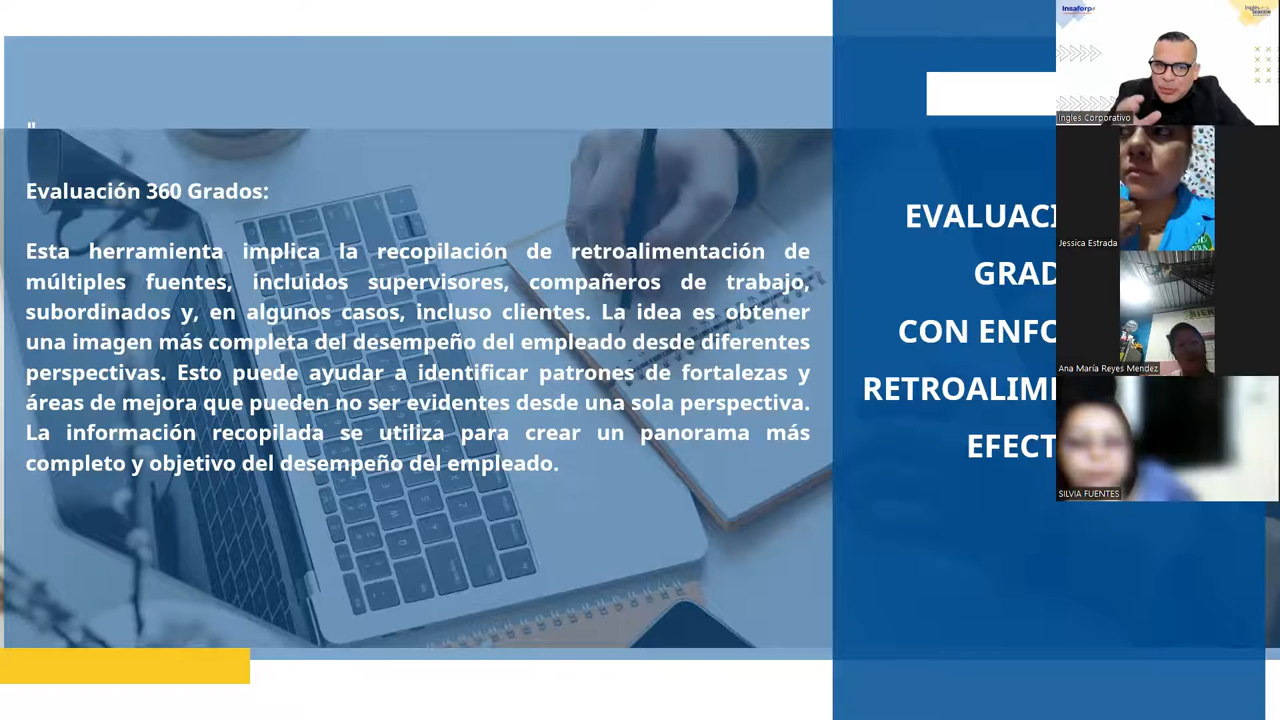 "
Evaluación 360 Grados:
Esta herramienta implica la recopilación de retroalimentación de
múltiples fuentes, incluidos supervisores, compañeros de trabajo,
subordinados y, en algunos casos, incluso clientes. La idea es obtener
una imagen más completa del desempeño del empleado desde diferentes
perspectivas. Esto puede ayudar a identificar patrones de fortalezas y
áreas de mejora que pueden no ser evidentes desde una sola perspectiva.
La información recopilada se utiliza para crear un panorama más
completo y objetivo del desempeño del empleado.
EVALUACI
GRAD
CON ENFO
RETROALIM
EFECT
insaforp
Ingles Corporativo
Jessica Estrada
Ana María Reyes Mendez
SILVIA FUENTES